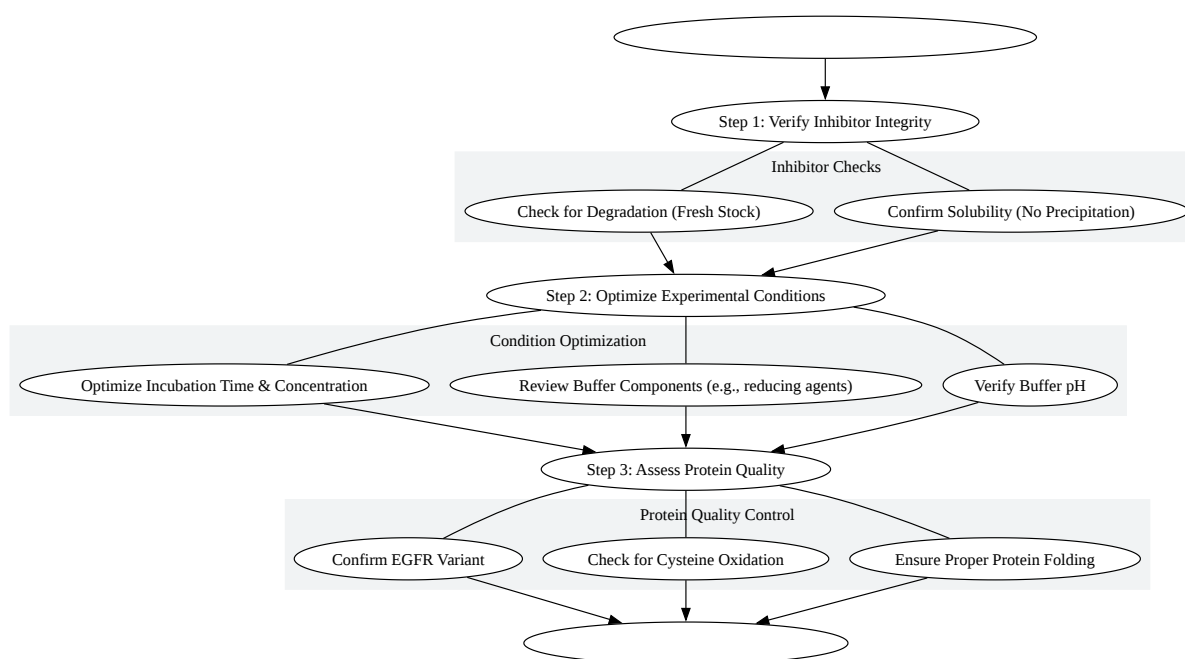 Step 1: Verify Inhibitor Integrity
Inhibitor Checks
Check for Degradation (Fresh Stock)
Confirm Solubility (No Precipitation)
Step 2: Optimize Experimental Conditions
Condition Optimization
Optimize Incubation Time & Concentration
Review Buffer Components (e.g., reducing agents)
Verify Buffer pH
Step 3: Assess Protein Quality
Protein Quality Control
Confirm EGFR Variant
Check for Cysteine Oxidation
Ensure Proper Protein Folding